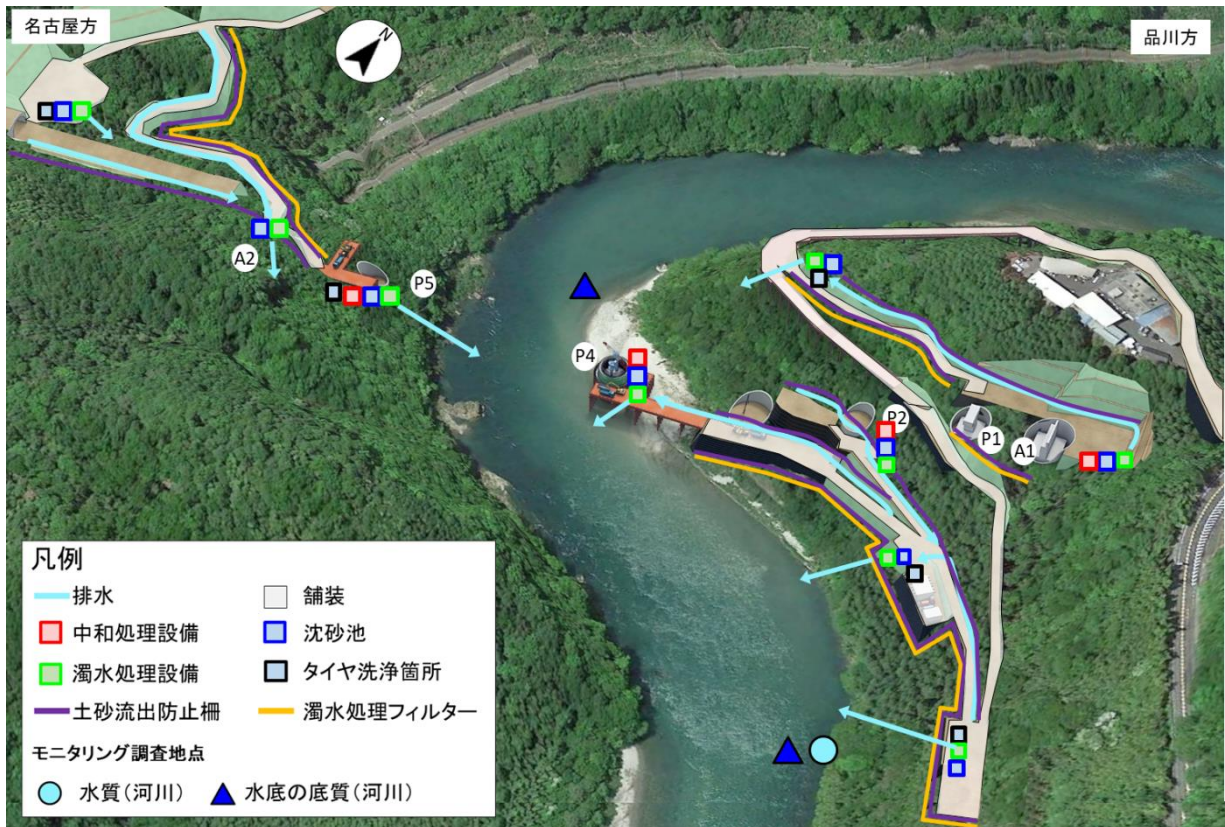 名古屋方
N
品川方
A2
P5
P4
P2
P1
A1
凡例
排水
舗装
中和処理設備
沈砂池
濁水処理設備
タイヤ洗浄箇所
土砂流出防止柵
濁水処理フィルター
モニタリング調査地点
水質(河川)
水底の底質(河川)